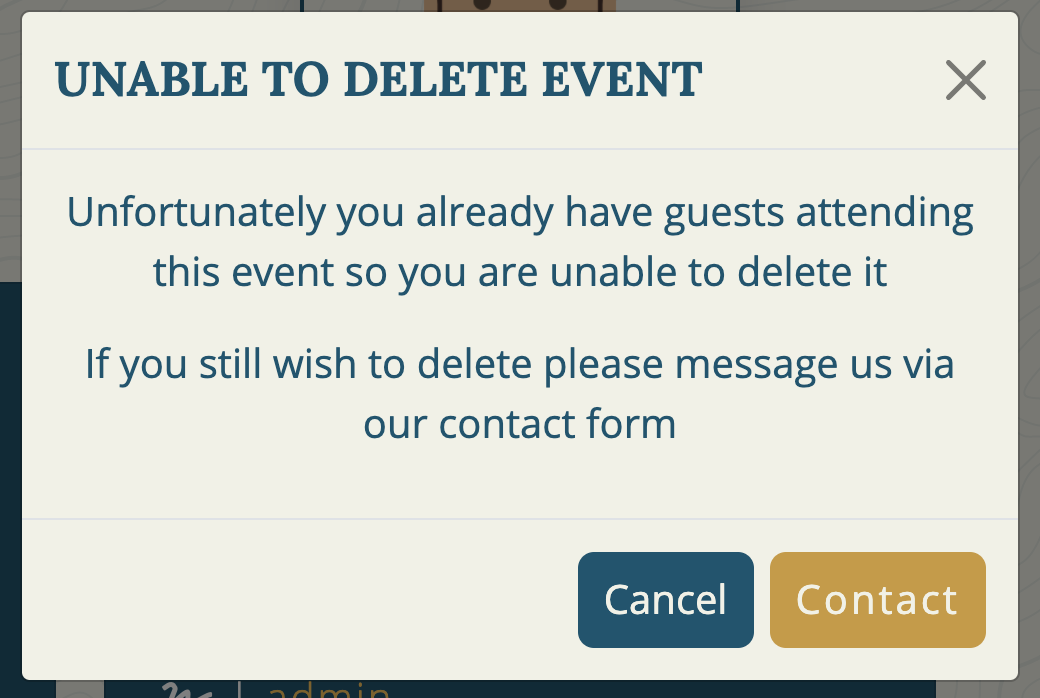 UNABLE TO DELETE EVENT
Unfortunately you already have guests attending
this event so you are unable to delete it
If you still wish to delete please message us via
our contact form
Cancel
Contact
admin